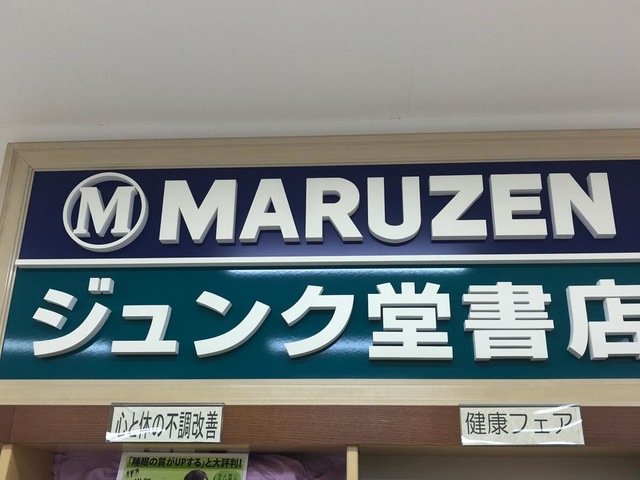 M MARUZEN
ジュンク堂書店
心と体の不調改善
健康フェア
「睡眠の質がUPする」と大評判!